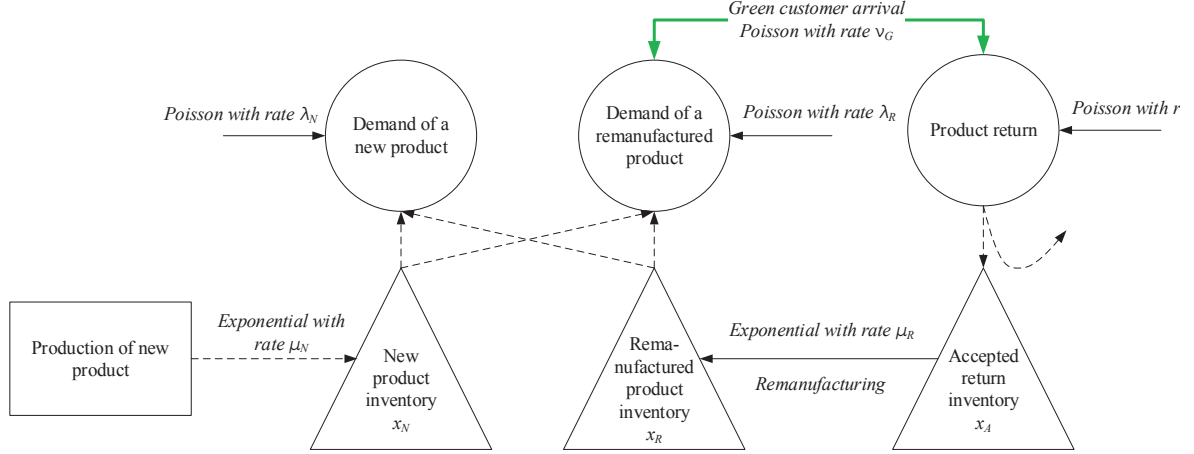 Green customer arrival
Poisson with rate ν_G
Poisson with rate λ_N
Demand of a
new product
Demand of a
remanufactured
product
Poisson with rate λ_R
Product return
Poisson with r
Production of new
product
Exponential with
rate μ_N
New
product
inventory
x_N
Rema-
nufactured
product
inventory
x_R
Exponential with rate μ_R
Remanufacturing
Accepted
return
inventory
x_A